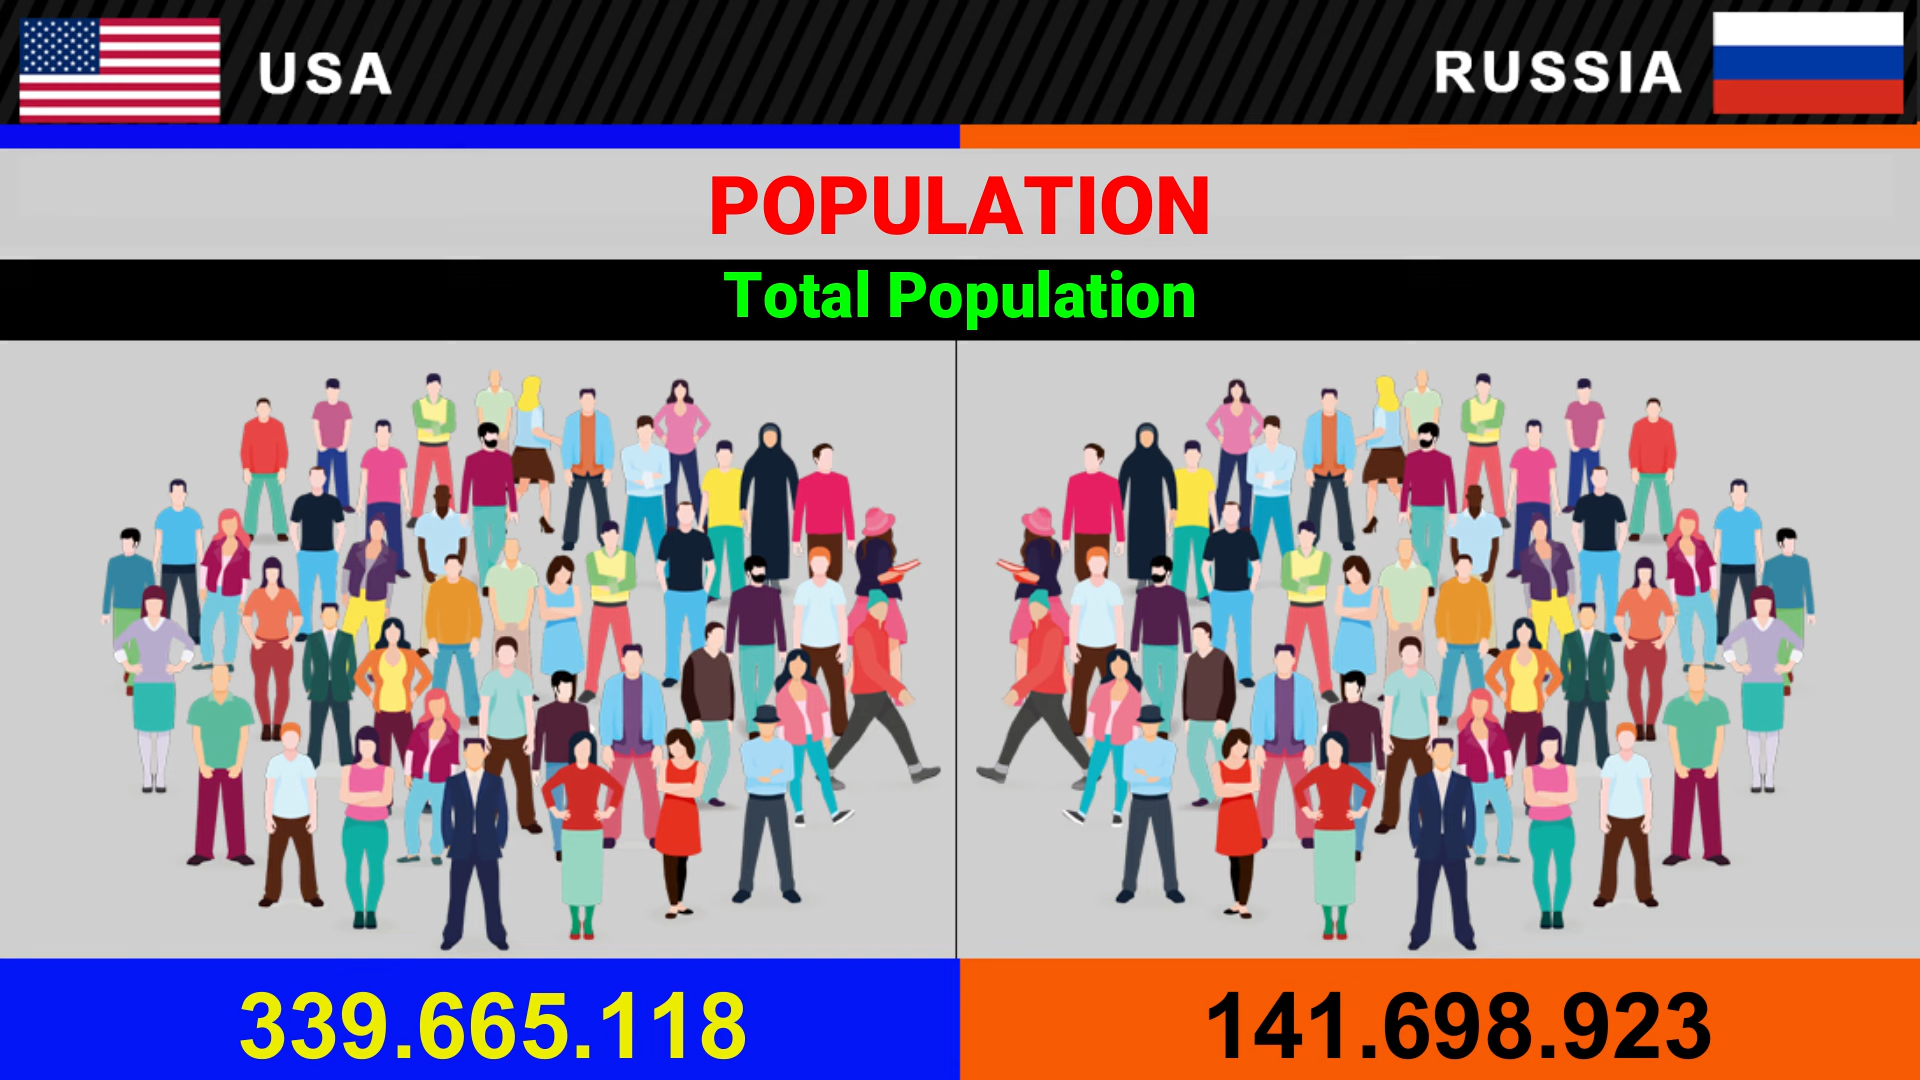 USA
RUSSIA
POPULATION
Total Population
339.665.118
141.698.923